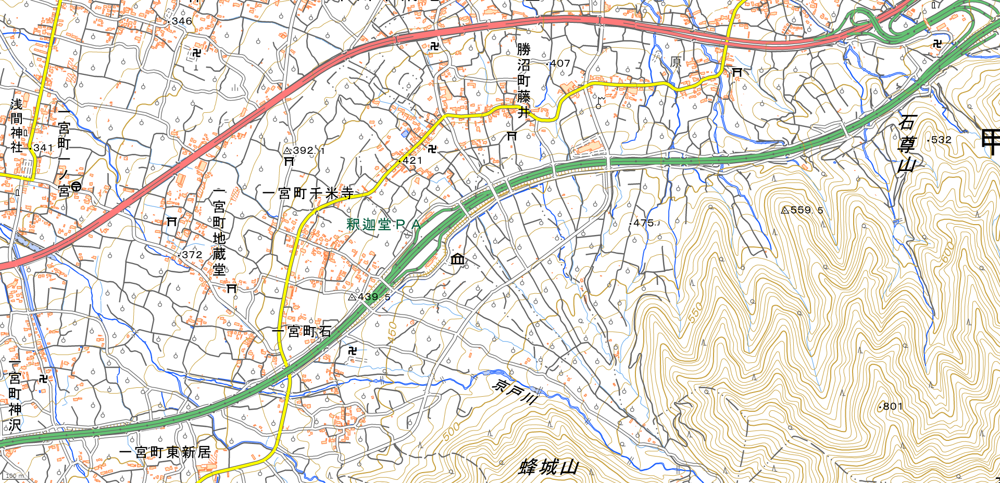 346
407
勝沼町藤井
原
浅間神社
一宮町一ノ宮
341
392.1
421
石尊山
532
甲
一宮町千米寺
一宮町地蔵堂
釈迦堂PA
559.5
475
372
600
439.5
550
450
一宮町石
一宮町神沢
京戸川
801
500
一宮町東新居
蜂城山
100 m